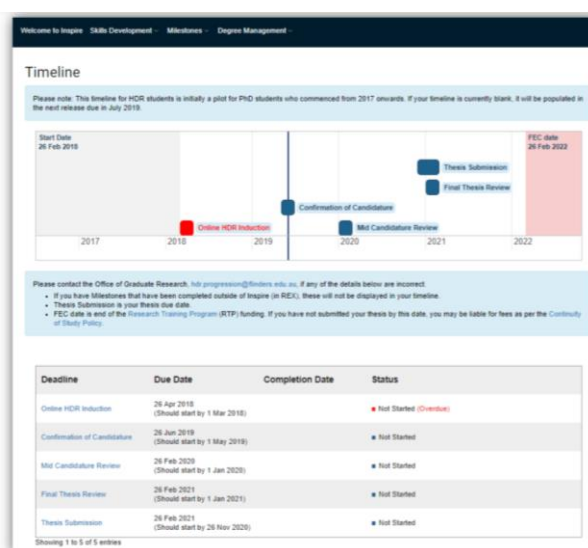 Welcome to Inspire Skills Development Milestones Degree Management
Timeline
Please note: This timeline for HDR students is initially a pilot for PhD students who commenced from 2017 onwards. If your timeline is currently blank, it will be populated in
the next release due in July 2019.
Start Date
26 Feb 2018
FEC date
26 Feb 2022
Thesis Submission
Final Thesis Review
Confirmation of Candidature
Online HDR Induction
Mid Candidature Review
2017 2018 2019 2020 2021 2022
Please contact the Office of Graduate Research, hdr.progression@flinders.edu.au, if any of the details below are incorrect.
If you have Milestones that have been completed outside of Inspire (in REX), these will not be displayed in your timeline.
Thesis Submission is your thesis due date.
FEC date is end of the Research Training Program (RTP) funding. If you have not submitted your thesis by this date, you may be liable for fees as per the Continuity
of Study Policy.
Deadline Due Date Completion Date Status
Online HDR Induction 26 Apr 2018 Not Started (Overdue)
(Should start by 1 Mar 2018)
Confirmation of Candidature 26 Jun 2019 Not Started
(Should start by 1 May 2019)
Mid Candidature Review 26 Feb 2020 Not Started
(Should start by 1 Jan 2020)
Final Thesis Review 26 Feb 2021 Not Started
(Should start by 1 Jan 2021)
Thesis Submission 26 Feb 2021 Not Started
(Should start by 26 Nov 2020)
Showing 1 to 5 of 5 entries